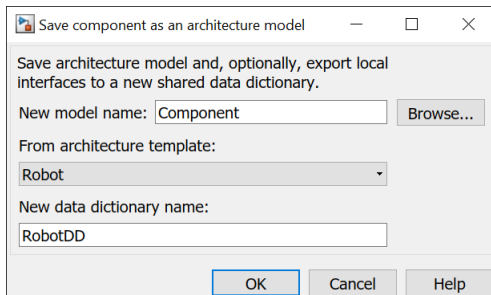 Save component as an architecture model
Save architecture model and, optionally, export local
interfaces to a new shared data dictionary.
New model name: Component Browse...
From architecture template:
Robot
New data dictionary name:
RobotDD
OK Cancel Help